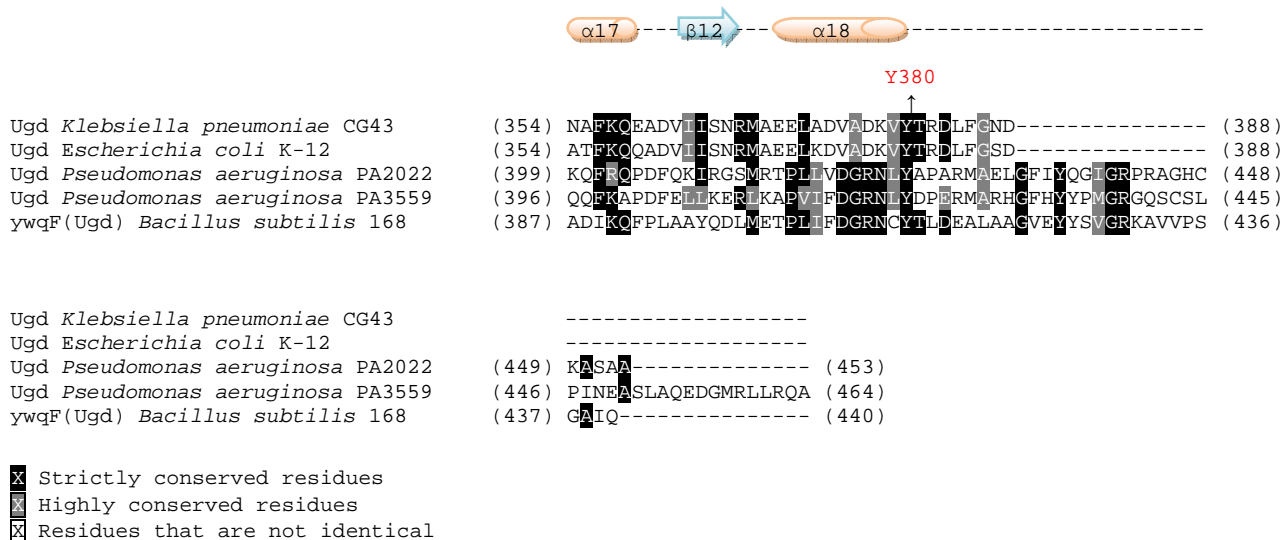 α17----β12---α18-----------------------
Y380
↑
Ugd Klebsiella pneumoniae CG43 (354) NAFKQEADVIISNRMAEELADVADKVYTRDLFGND--------------- (388)
Ugd Escherichia coli K-12 (354) ATFKQQADVIISNRMAEELKDVADKVYTRDLFGSD--------------- (388)
Ugd Pseudomonas aeruginosa PA2022 (399) KQFRQPDFQKIRGSMRTPLLVDGRNLYAPARMAELGFIYQGIGRPRAGHC (448)
Ugd Pseudomonas aeruginosa PA3559 (396) QQFKAPDFELLKERLKAPVIFDGRNLYDPERMARHGFHYYPMGRGQSCSL (445)
ywqF(Ugd) Bacillus subtilis 168 (387) ADIKQFPLAAYQDLMETPLIFDGRNCYTLDEALAAGVEYYSVGRKAVVPS (436)
Ugd Klebsiella pneumoniae CG43 -------------------
Ugd Escherichia coli K-12 -------------------
Ugd Pseudomonas aeruginosa PA2022 (449) KASAA-------------- (453)
Ugd Pseudomonas aeruginosa PA3559 (446) PINEASLAQEDGMRLLRQA (464)
ywqF(Ugd) Bacillus subtilis 168 (437) GAIQ--------------- (440)
X Strictly conserved residues
X Highly conserved residues
X Residues that are not identical